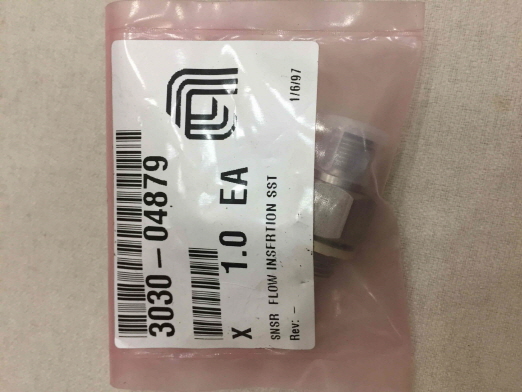 3030-04879
X 1.0 EA
SNSR FLOW INSERTION SST
Rev: - 1/6/97